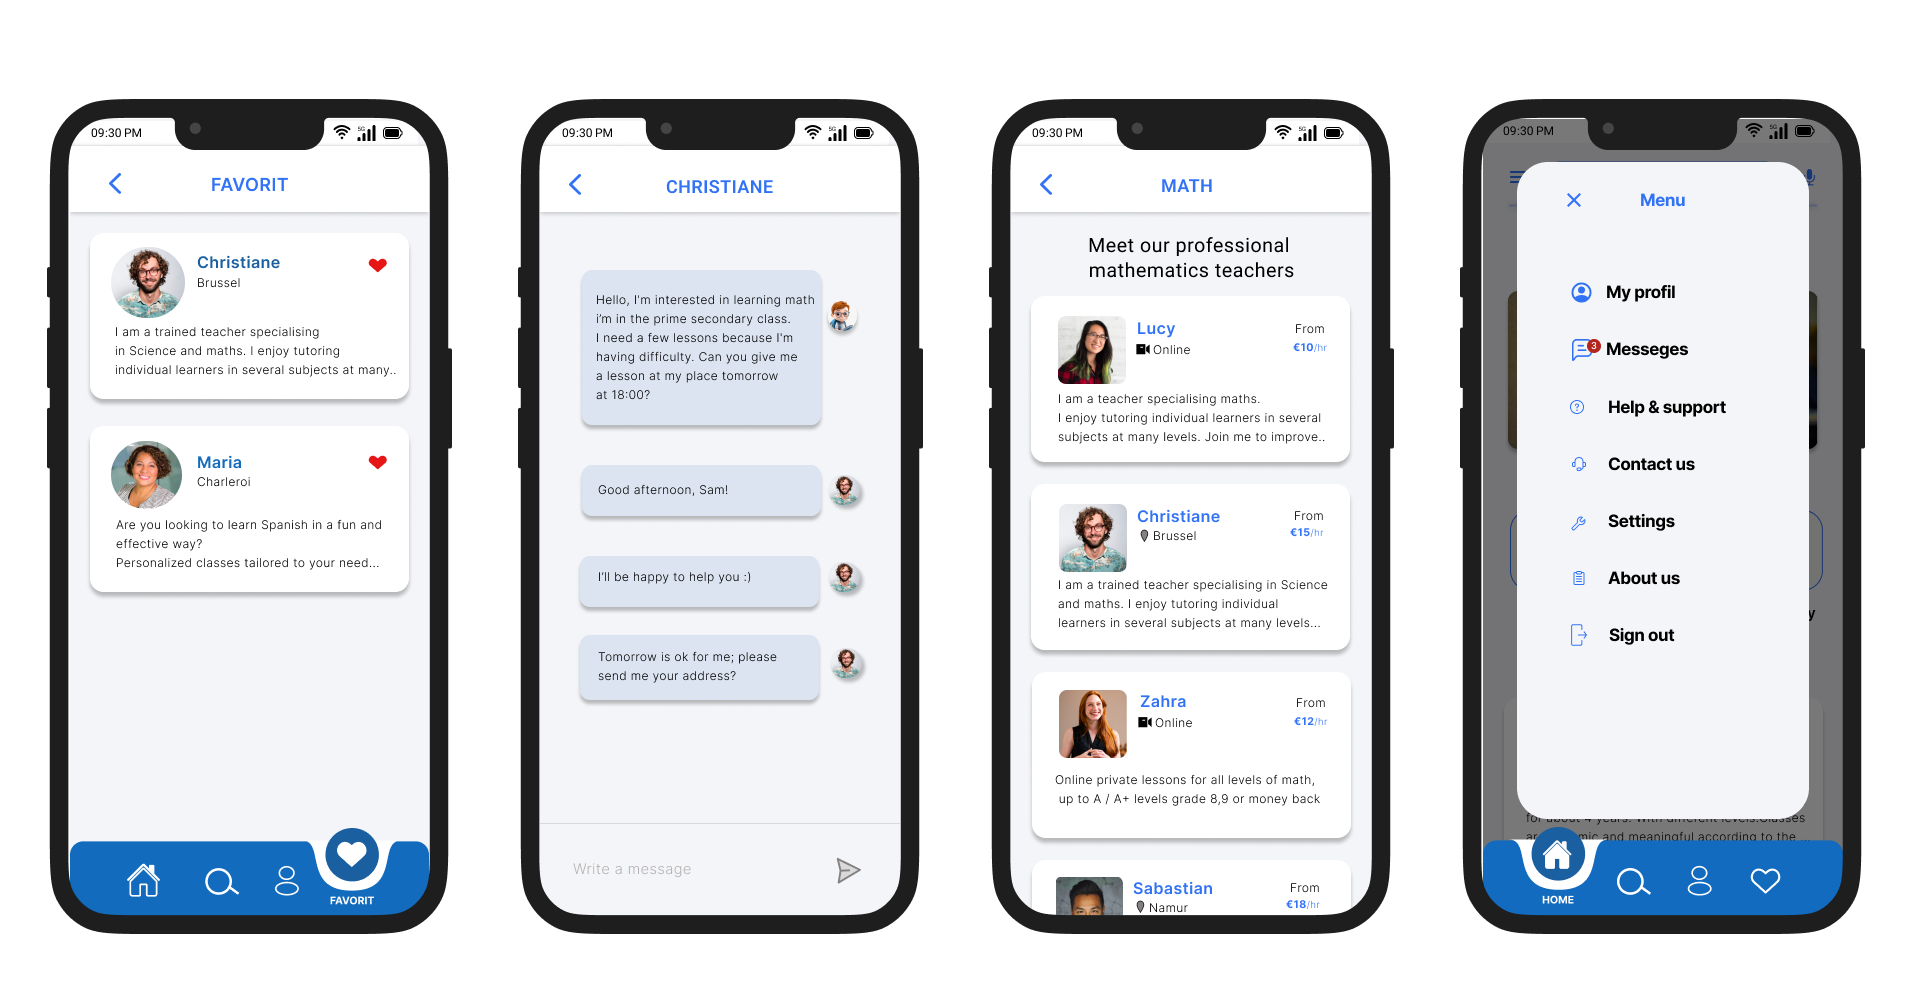 09:30 PM
5G
FAVORIT
Christiane
Brussel
I am a trained teacher specialising
in Science and maths. I enjoy tutoring
individual learners in several subjects at many..
Maria
Charleroi
Are you looking to learn Spanish in a fun and
effective way?
Personalized classes tailored to your need...
FAVORIT
09:30 PM
5G
CHRISTIANE
Hello, I'm interested in learning math
i'm in the prime secondary class.
I need a few lessons because I'm
having difficulty. Can you give me
a lesson at my place tomorrow
at 18:00?
Good afternoon, Sam!
I'll be happy to help you :)
Tomorrow is ok for me; please
send me your address?
Write a message
09:30 PM
5G
MATH
Meet our professional
mathematics teachers
Lucy
Online
From
€10/hr
I am a teacher specialising maths.
I enjoy tutoring individual learners in several
subjects at many levels. Join me to improve..
Christiane
Brussel
From
€15/hr
I am a trained teacher specialising in Science
and maths. I enjoy tutoring individual
learners in several subjects at many levels...
Zahra
Online
From
€12/hr
Online private lessons for all levels of math,
up to A / A+ levels grade 8,9 or money back
Sabastian
Namur
From
€18/hr
09:30 PM
5G
Menu
My profil
3
Messeges
Help & support
Contact us
Settings
About us
Sign out
y
for about 4 years. With different levels.Classes
and meaningful according to the ...
HOME